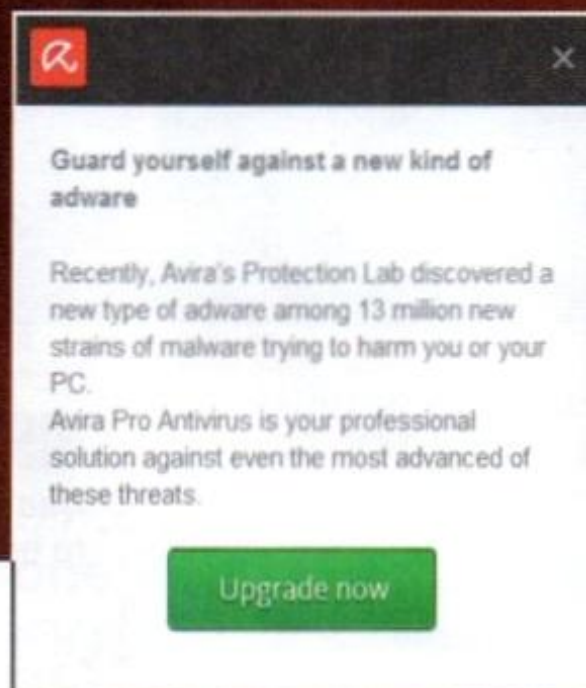 Guard yourself against a new kind of
adware
Recently, Avira's Protection Lab discovered a
new type of adware among 13 million new
strains of malware trying to harm you or your
PC.
Avira Pro Antivirus is your professional
solution against even the most advanced of
these threats.
Upgrade now